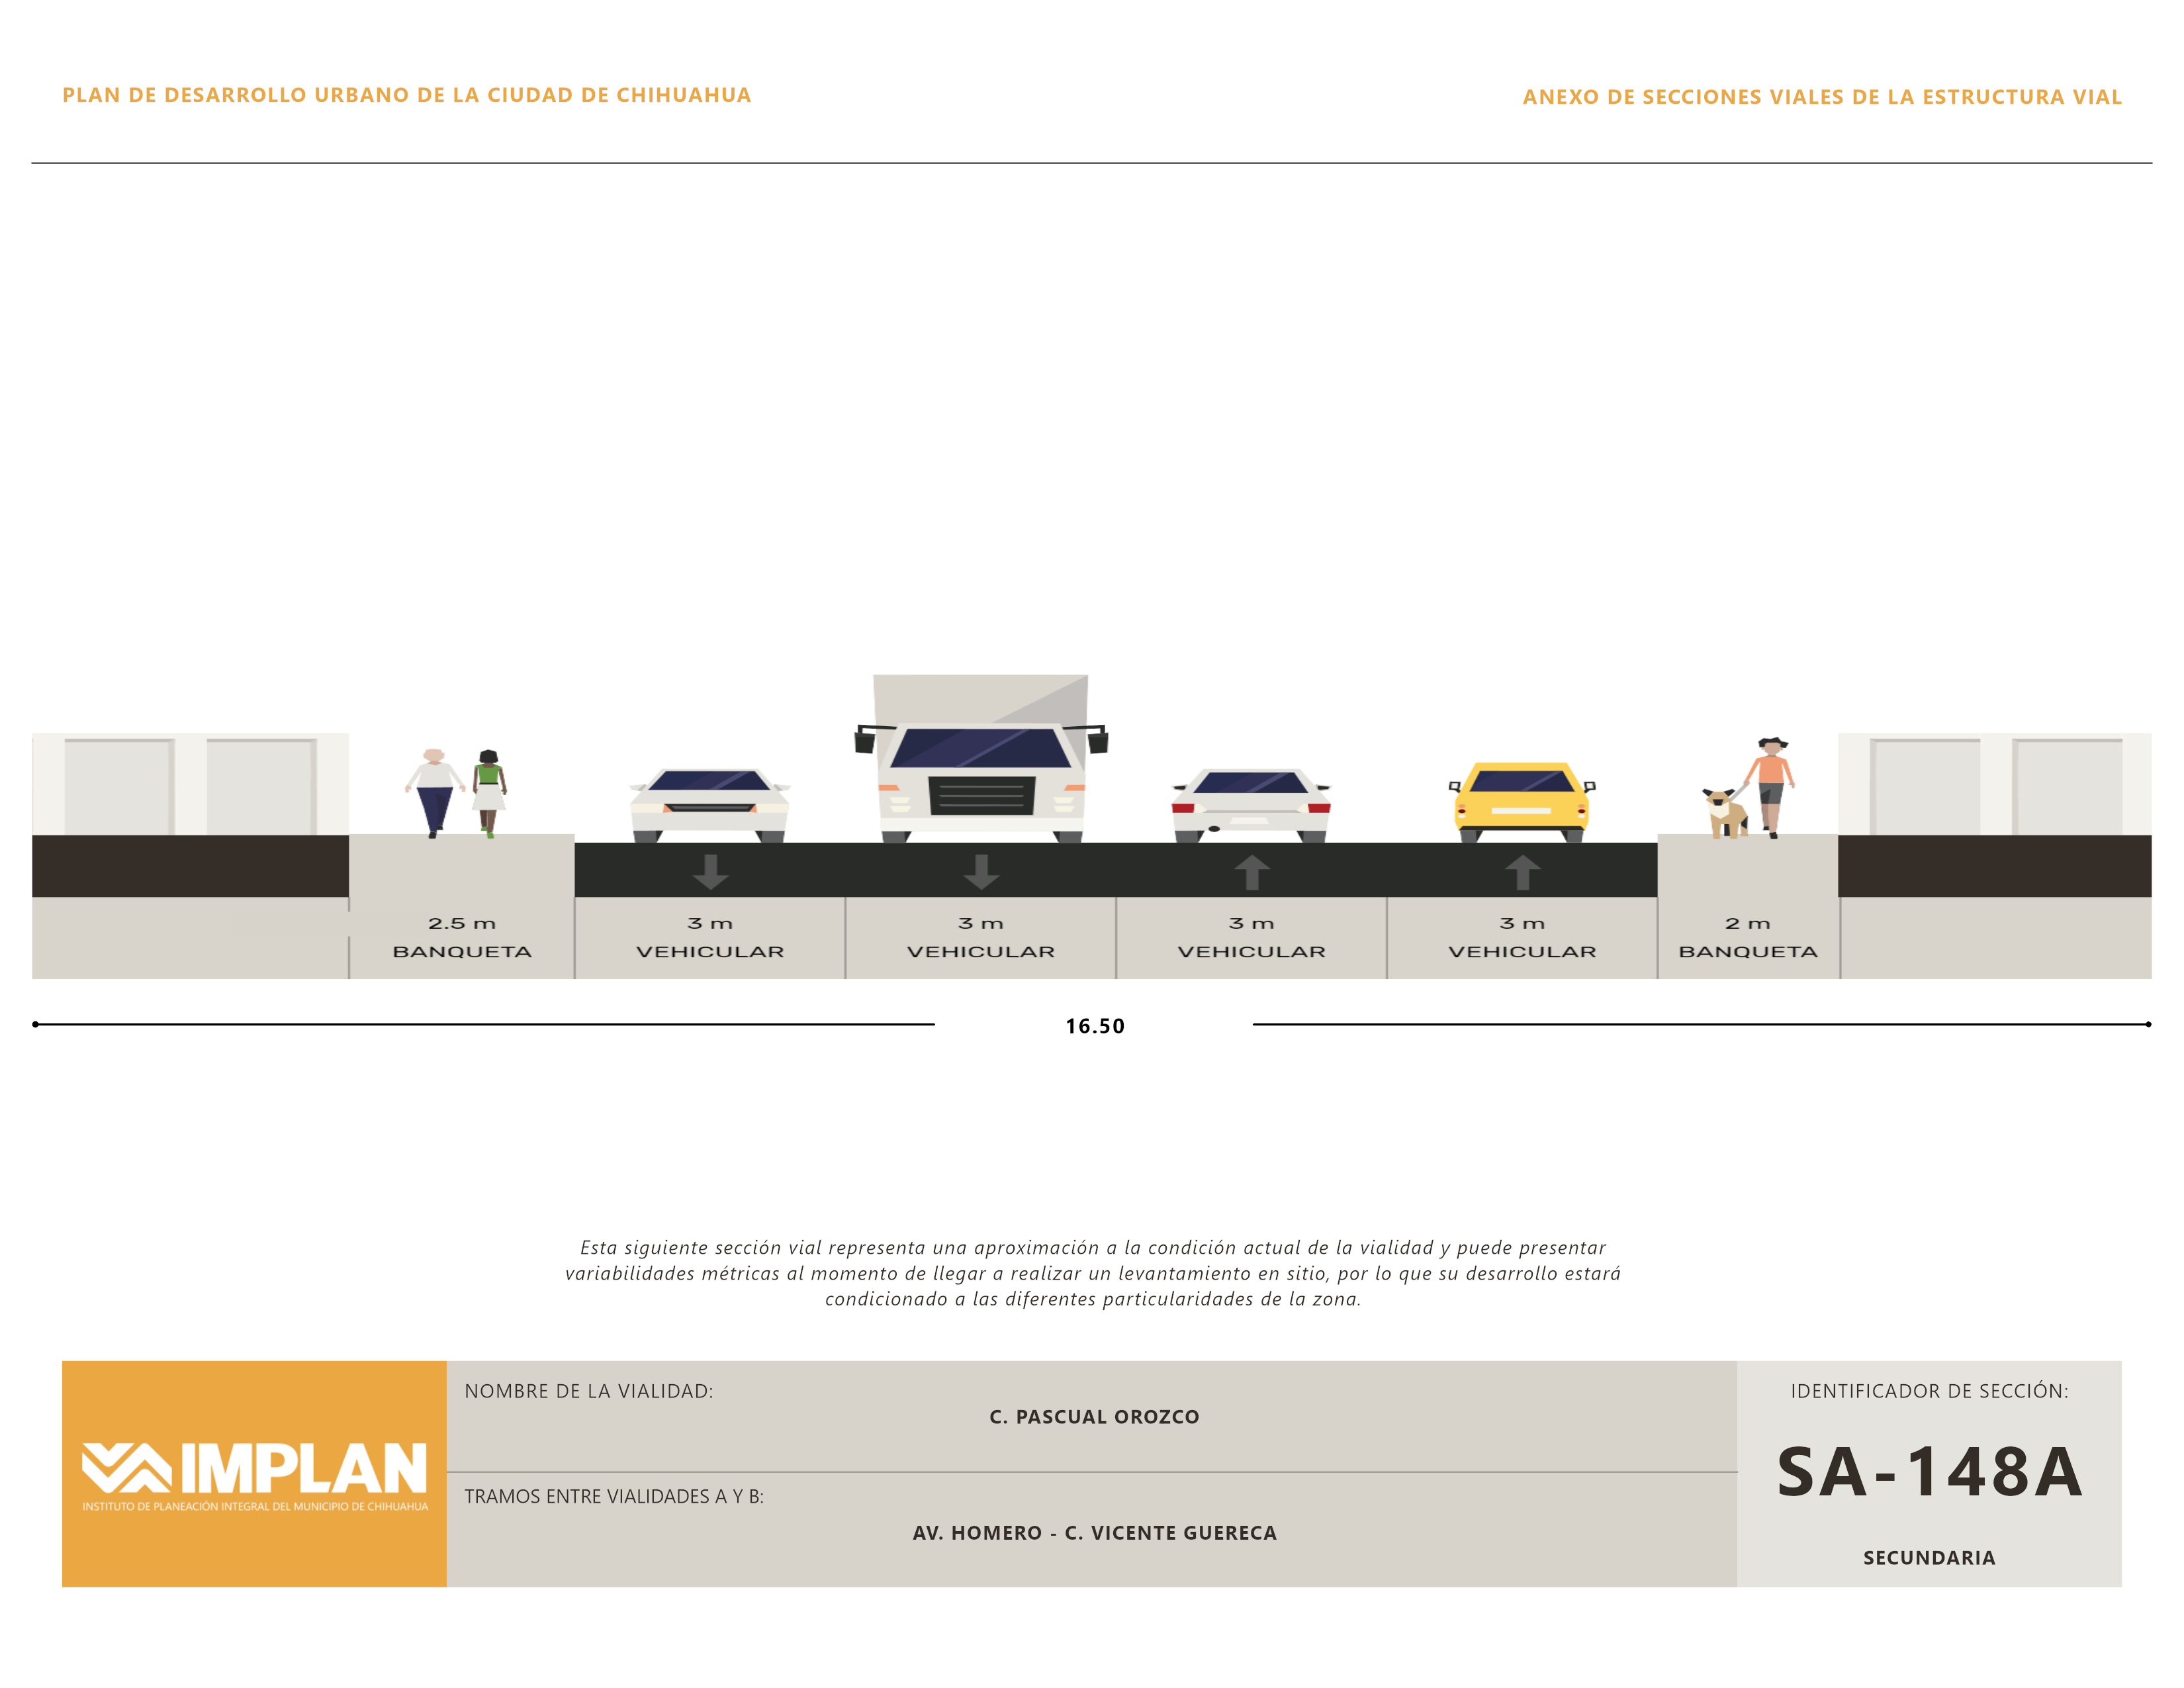 PLAN DE DESARROLLO URBANO DE LA CIUDAD DE CHIHUAHUA
ANEXO DE SECCIONES VIALES DE LA ESTRUCTURA VIAL
2.5 m
BANQUETA
3 m
VEHICULAR
3 m
VEHICULAR
3 m
VEHICULAR
3 m
VEHICULAR
2 m
BANQUETA
16.50
Esta siguiente sección vial representa una aproximación a la condición actual de la vialidad y puede presentar
variabilidades métricas al momento de llegar a realizar un levantamiento en sitio, por lo que su desarrollo estará
condicionado a las diferentes particularidades de la zona.
IMPLAN
INSTITUTO DE PLANEACIÓN INTEGRAL DEL MUNICIPIO DE CHIHUAHUA
NOMBRE DE LA VIALIDAD:
C. PASCUAL OROZCO
TRAMOS ENTRE VIALIDADES A Y B:
AV. HOMERO - C. VICENTE GUERECA
IDENTIFICADOR DE SECCIÓN:
SA-148A
SECUNDARIA